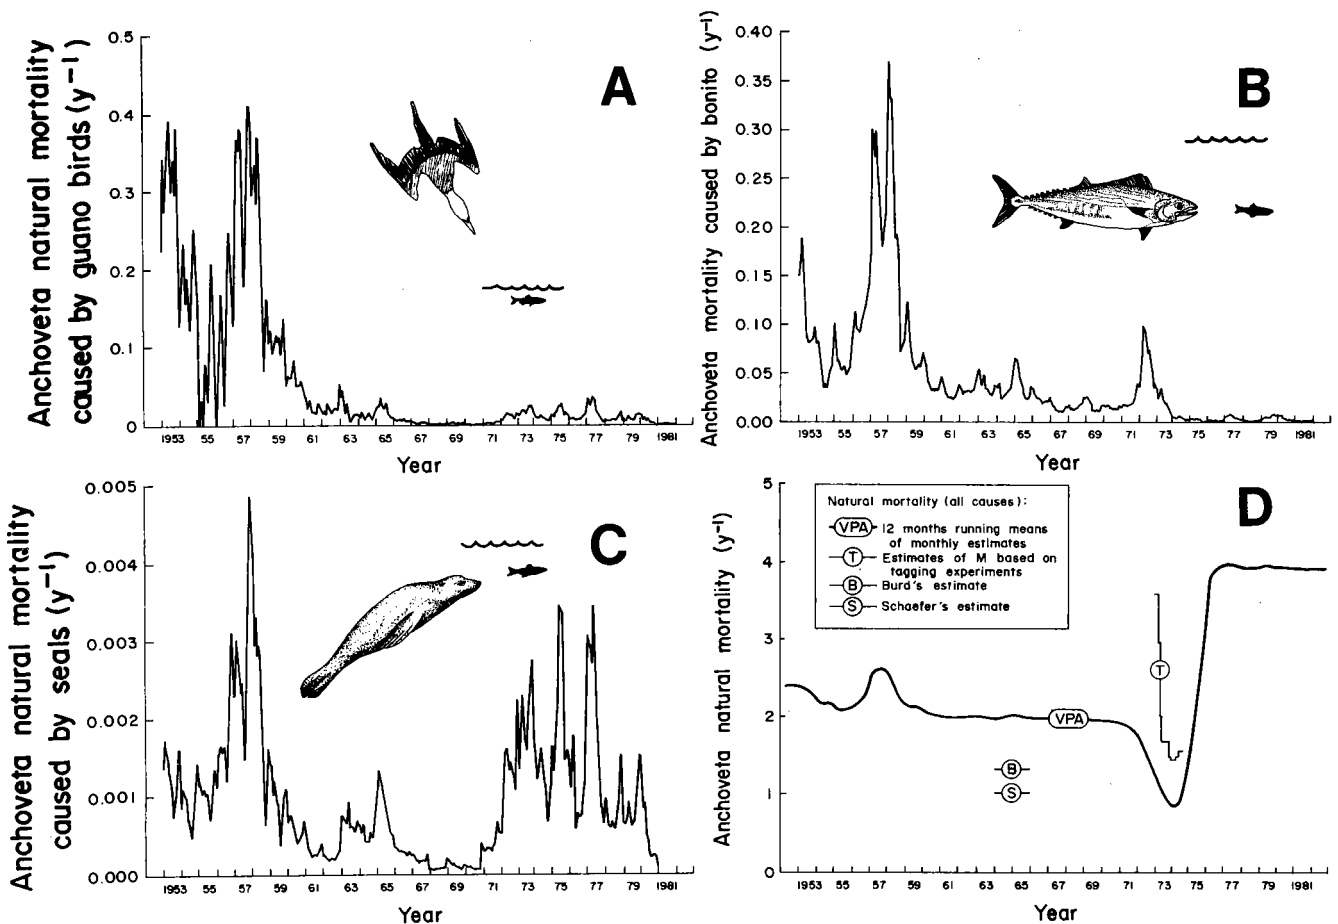 A
Anchoveta natural mortality
caused by guano birds (y⁻¹)
0.5
0.4
0.3
0.2
0.1
0
1953 55 57 59 61 63 65 67 69 71 73 75 77 79 1981
Year
B
Anchoveta mortality caused by bonito (y⁻¹)
0.40
0.35
0.30
0.25
0.20
0.15
0.10
0.05
0.00
1953 55 57 59 61 63 65 67 69 71 73 75 77 79 1981
Year
C
Anchoveta natural mortality
caused by seals (y⁻¹)
0.005
0.004
0.003
0.002
0.001
0.000
1953 55 57 59 61 63 65 67 69 71 73 75 77 79 1981
Year
D
Anchoveta natural mortality (y⁻¹)
5
4
3
2
1
0
Natural mortality (all causes):
VPA 12 months running means
of monthly estimates
T Estimates of M based on
tagging experiments
B Burd's estimate
S Schaefer's estimate
T
VPA
B
S
1953 55 57 59 61 63 65 67 69 71 73 75 77 79 1981
Year